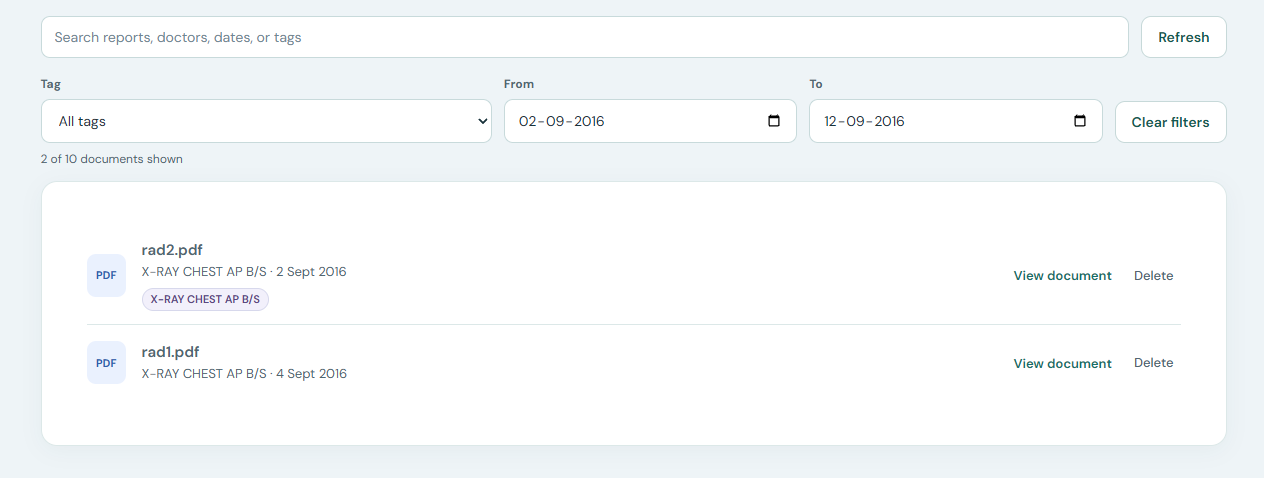 Search reports, doctors, dates, or tags
Refresh
Tag
From
To
All tags
02-09-2016
12-09-2016
Clear filters
2 of 10 documents shown
PDF
rad2.pdf
X-RAY CHEST AP B/S · 2 Sept 2016
X-RAY CHEST AP B/S
View document
Delete
PDF
rad1.pdf
X-RAY CHEST AP B/S · 4 Sept 2016
View document
Delete